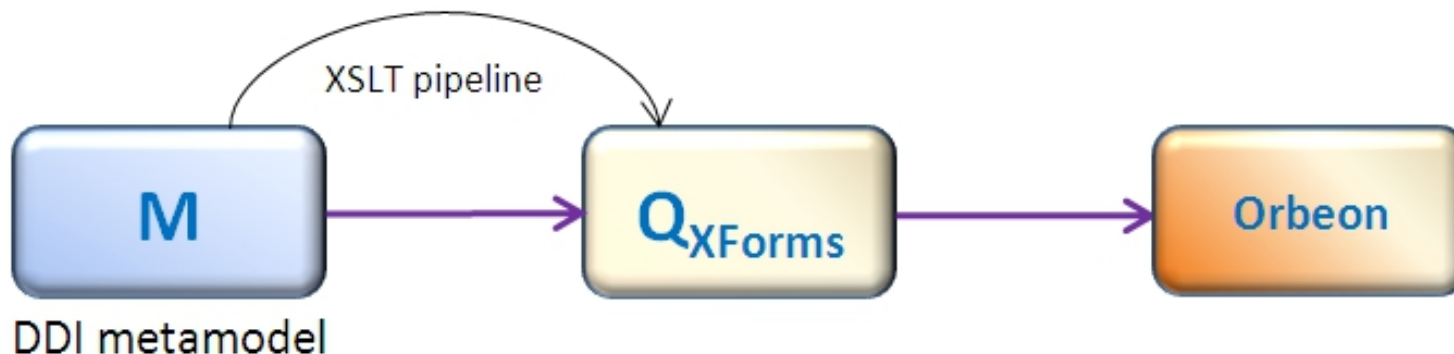 XSLT pipeline
M
QXForms
Orbeon
DDI metamodel